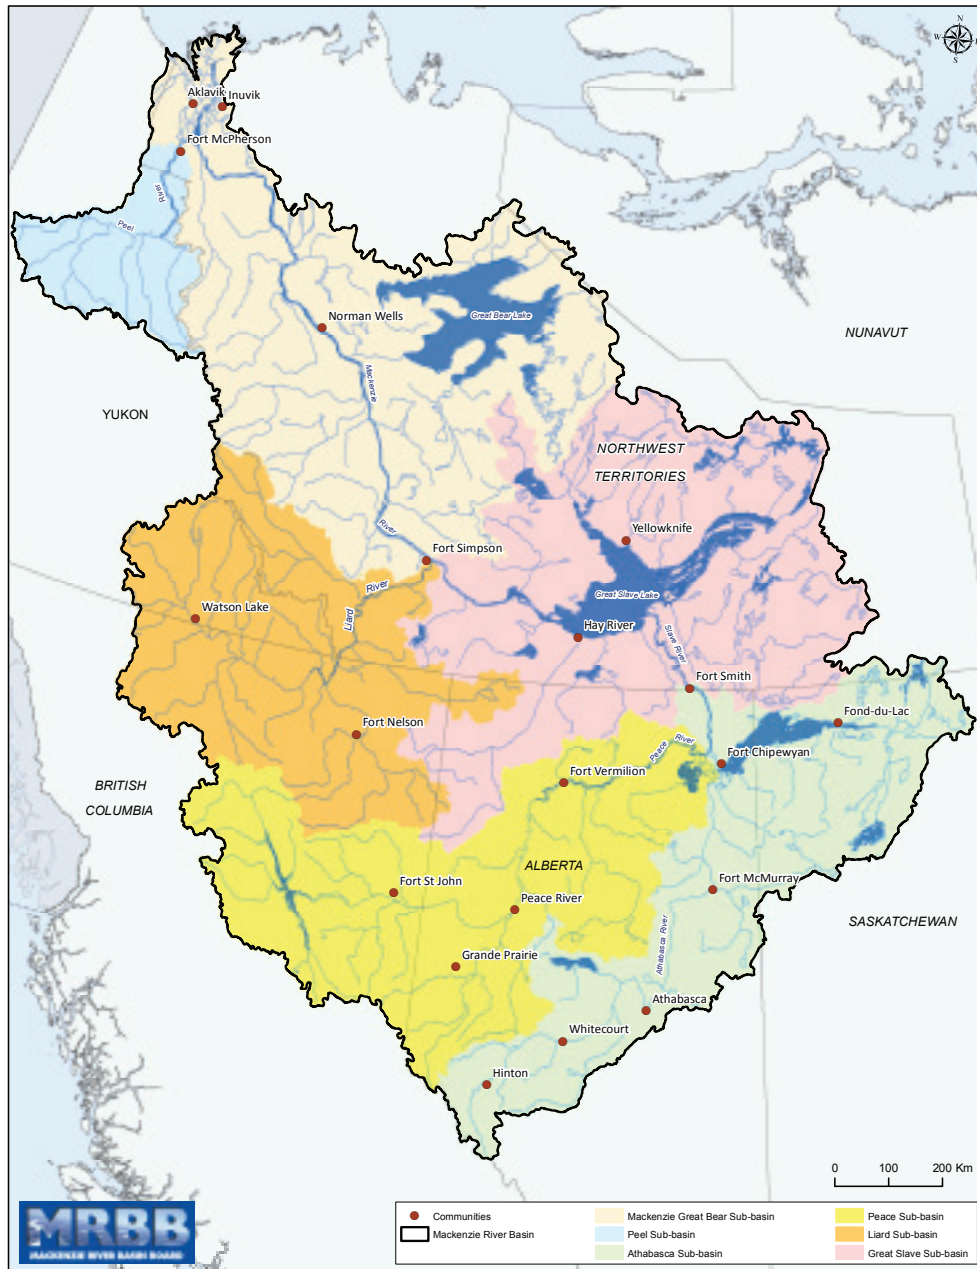 N
W
S
Aklavik
Inuvik
Fort McPherson
River
Peel
Norman Wells
Great Bear Lake
NUNAVUT
Mackenzie
YUKON
NORTHWEST
TERRITORIES
River
Yellowknife
Fort Simpson
River
Great Slave Lake
Watson Lake
Liard
Hay River
Slave River
Fort Smith
Fond-du-Lac
Fort Nelson
Peace
River
Fort Chipewyan
Fort Vermilion
BRITISH
COLUMBIA
ALBERTA
Fort St John
Fort McMurray
Peace River
SASKATCHEWAN
Athabasca River
Grande Prairie
Athabasca
Whitecourt
Hinton
0 100 200 Km
MRBB
MACKENZIE RIVER BASIN BOARD
Communities
Mackenzie River Basin
Mackenzie Great Bear Sub-basin
Peel Sub-basin
Athabasca Sub-basin
Peace Sub-basin
Liard Sub-basin
Great Slave Sub-basin